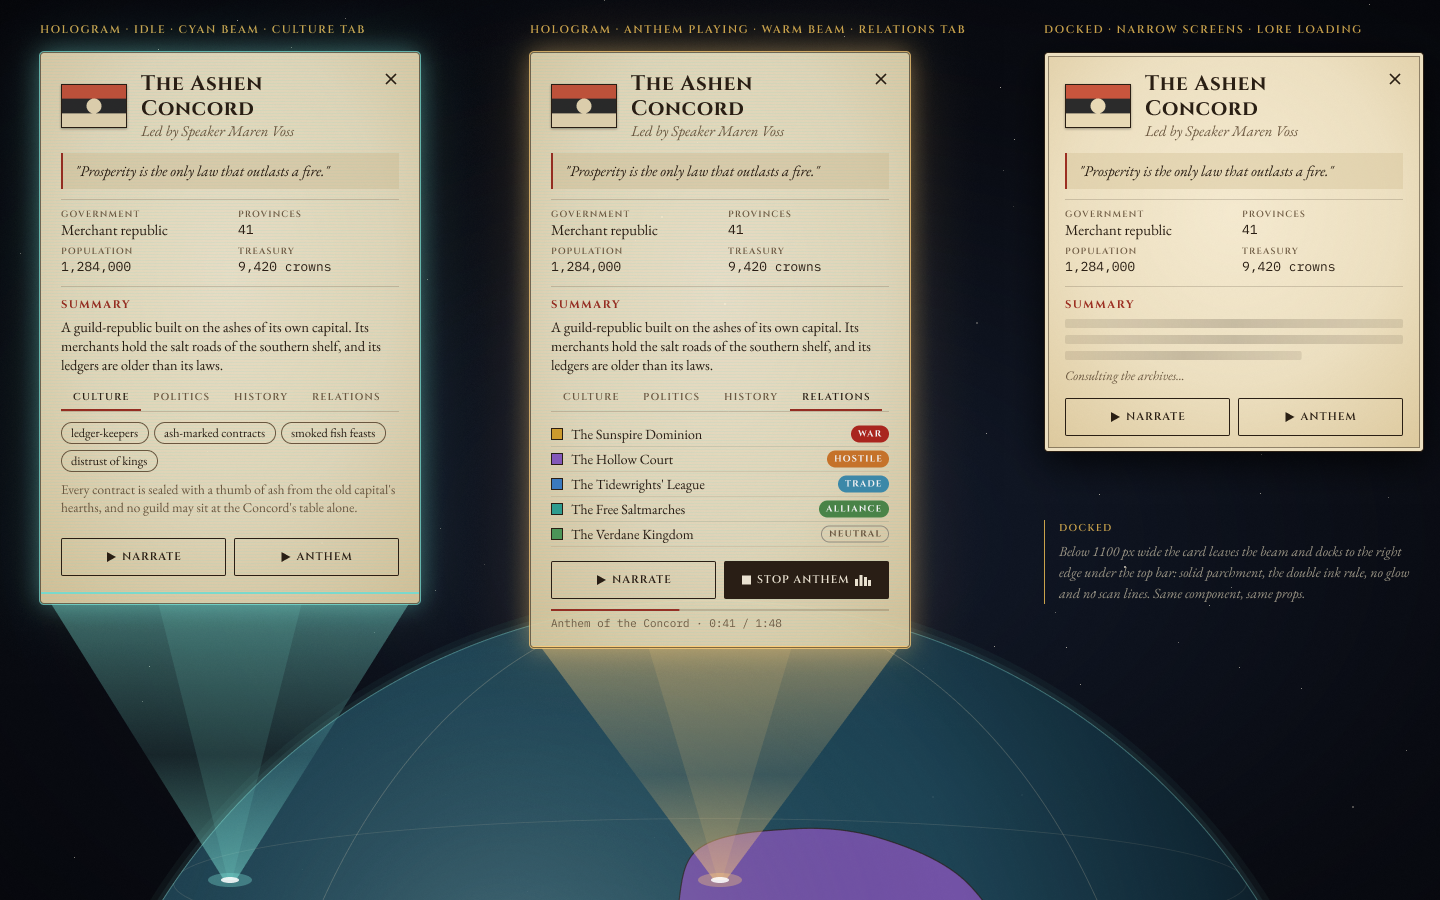 HOLOGRAM · IDLE · CYAN BEAM · CULTURE TAB
THE ASHEN
CONCORD
Led by Speaker Maren Voss
"Prosperity is the only law that outlasts a fire."
GOVERNMENT
Merchant republic
PROVINCES
41
POPULATION
1,284,000
TREASURY
9,420 crowns
SUMMARY
A guild-republic built on the ashes of its own capital. Its
merchants hold the salt roads of the southern shelf, and its
ledgers are older than its laws.
CULTURE POLITICS HISTORY RELATIONS
ledger-keepers ash-marked contracts smoked fish feasts
distrust of kings
Every contract is sealed with a thumb of ash from the old capital's
hearths, and no guild may sit at the Concord's table alone.
NARRATE ANTHEM
HOLOGRAM · ANTHEM PLAYING · WARM BEAM · RELATIONS TAB
THE ASHEN
CONCORD
Led by Speaker Maren Voss
"Prosperity is the only law that outlasts a fire."
GOVERNMENT
Merchant republic
PROVINCES
41
POPULATION
1,284,000
TREASURY
9,420 crowns
SUMMARY
A guild-republic built on the ashes of its own capital. Its
merchants hold the salt roads of the southern shelf, and its
ledgers are older than its laws.
CULTURE POLITICS HISTORY RELATIONS
The Sunspire Dominion WAR
The Hollow Court HOSTILE
The Tidewrights' League TRADE
The Free Saltmarches ALLIANCE
The Verdane Kingdom NEUTRAL
NARRATE STOP ANTHEM
Anthem of the Concord · 0:41 / 1:48
DOCKED · NARROW SCREENS · LORE LOADING
THE ASHEN
CONCORD
Led by Speaker Maren Voss
"Prosperity is the only law that outlasts a fire."
GOVERNMENT
Merchant republic
PROVINCES
41
POPULATION
1,284,000
TREASURY
9,420 crowns
SUMMARY
Consulting the archives...
NARRATE ANTHEM
DOCKED
Below 1100 px wide the card leaves the beam and docks to the right
edge under the top bar: solid parchment, the double ink rule, no glow
and no scan lines. Same component, same props.